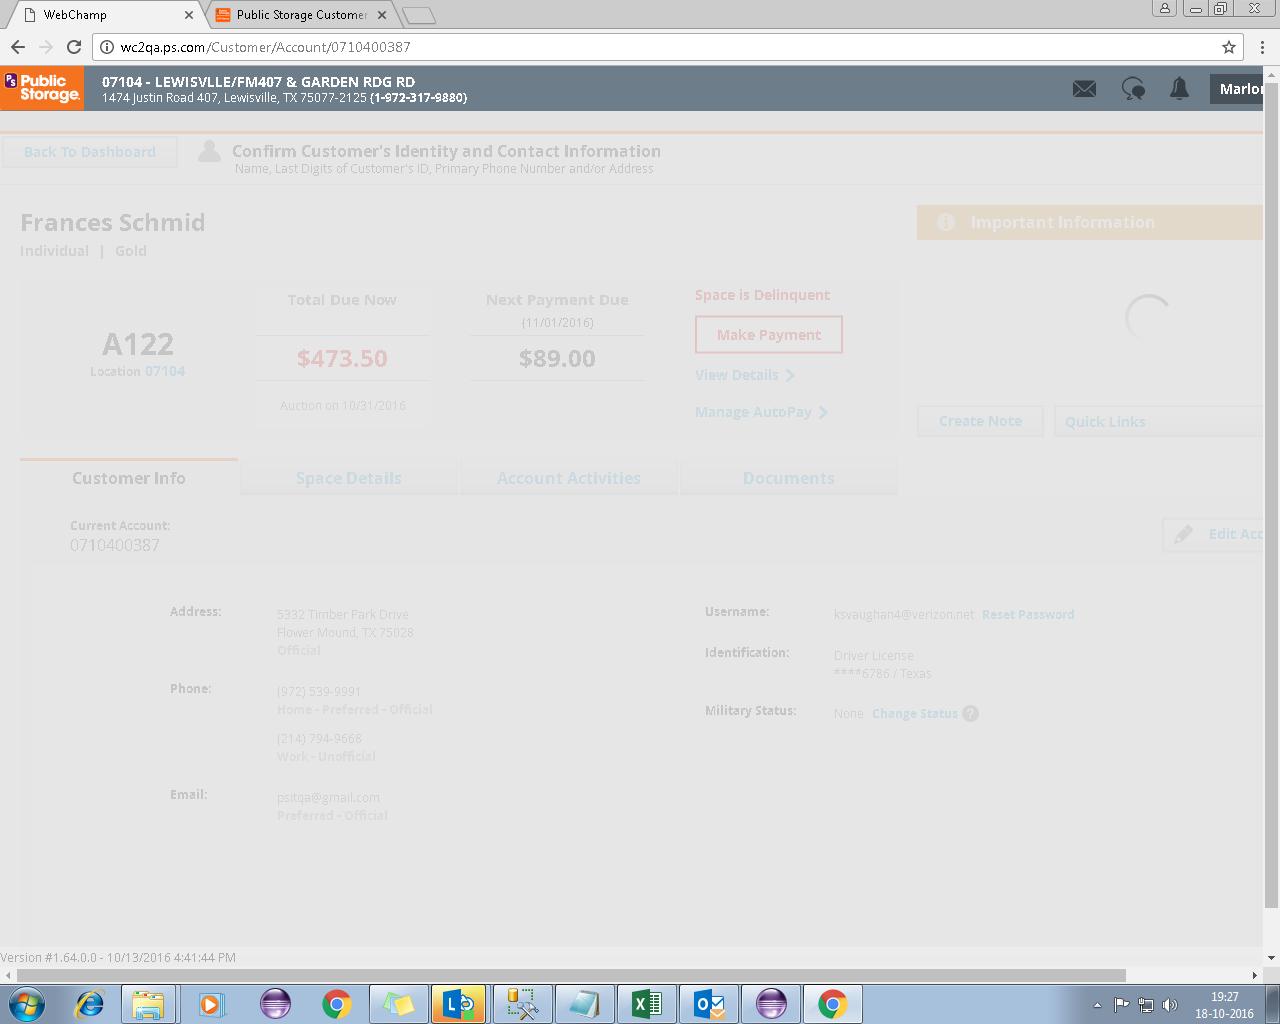 WebChamp
Public Storage Customer
wc2qa.ps.com/Customer/Account/0710400387
PS Public Storage.
07104 - LEWISVLLE/FM407 & GARDEN RDG RD
1474 Justin Road 407, Lewisville, TX 75077-2125 (1-972-317-9880)
Marlon
Back To Dashboard
Confirm Customer's Identity and Contact Information
Name, Last Digits of Customer's ID, Primary Phone Number and/or Address
Frances Schmid
Individual | Gold
Important Information
A122
Location 07104
Total Due Now
$473.50
Auction on 10/31/2016
Next Payment Due
(11/01/2016)
$89.00
Space is Delinquent
Make Payment
View Details
Manage AutoPay
Create Note
Quick Links
Customer Info
Space Details
Account Activities
Documents
Current Account:
0710400387
Edit Acc
Address:
5332 Timber Park Drive
Flower Mound, TX 75028
Official
Phone:
(972) 539-9991
Home - Preferred - Official
(214) 794-9668
Work - Unofficial
Email:
psitqa@gmail.com
Preferred - Official
Username:
ksvaughan4@verizon.net Reset Password
Identification:
Driver License
****6786 / Texas
Military Status:
None Change Status ?
Version #1.64.0.0 - 10/13/2016 4:41:44 PM
19:27
18-10-2016